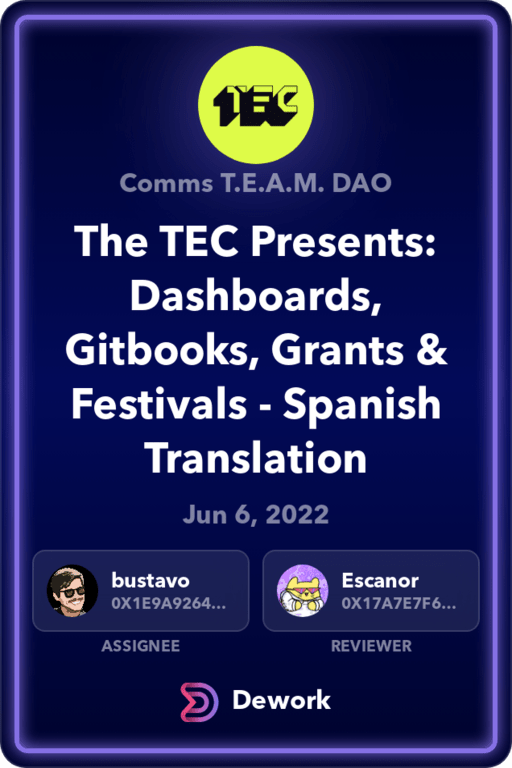 TEC
Comms T.E.A.M. DAO
The TEC Presents:
Dashboards,
Gitbooks, Grants &
Festivals - Spanish
Translation
Jun 6, 2022
bustavo
0X1E9A9264...
Escanor
0X17A7E7F6...
ASSIGNEE
REVIEWER
Dework